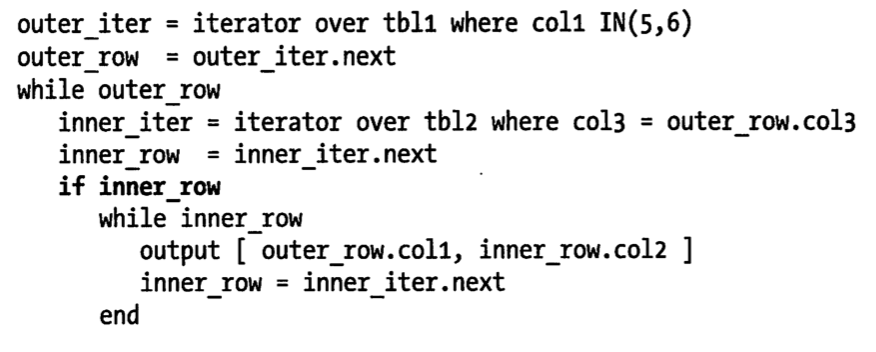 outer_iter = iterator over tbl1 where col1 IN(5,6)
outer_row  = outer_iter.next
while outer_row
   inner_iter = iterator over tbl2 where col3 = outer_row.col3
   inner_row  = inner_iter.next
   if inner_row
      while inner_row
         output [ outer_row.col1, inner_row.col2 ]
         inner_row = inner_iter.next
      end